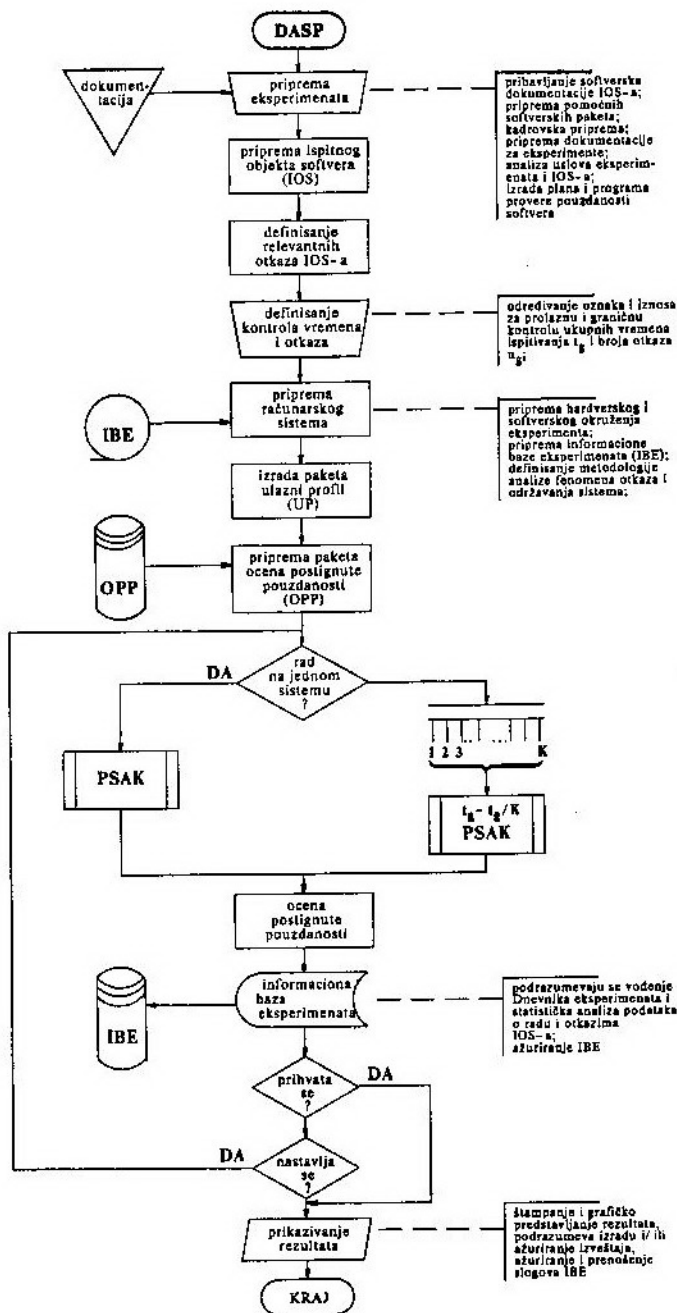 DASP
dokumen-
tacija
priprema
eksperimenata
pribavljanje softverske
dokumentacije IOS-a;
priprema pomoćnih
softverskih paketa;
kadrovska priprema;
priprema dokumentacije
za eksperimente;
analiza uslova eksperim-
enata i IOS-a;
izrada plana i programa
provere pouzdanosti
softvera
priprema ispitnog
objekta softvera
(IOS)
definisanje
relevantnih
otkaza IOS-a
definisanje
kontrola vremena
i otkaza
određivanje oznaka i iznosa
za prolaznu i graničnu
kontrolu ukupnih vremena
ispitivanja tg i broja otkaza
ngi
IBE
priprema
računarskog
sistema
priprema hardverskog i
softverskog okruženja
eksperimenta;
priprema informacione
baze eksperimenata (IBE);
definisanje metodologije
analize fenomena otkaza i
održavanja sistema;
izrada paketa
ulazni profil
(UP)
OPP
priprema paketa
ocena postignute
pouzdanosti
(OPP)
DA
rad
na jednom
sistemu
?
1 2 3 ...... K
PSAK
tg- tg/K
PSAK
ocena
postignute
pouzdanosti
IBE
informaciona
baza
eksperimenata
podrazumevaju se vođenje
Dnevnika eksperimenata i
statistička analiza podataka
o radu i otkazima
IOS-a;
ažuriranje IBE
prihvata
se
?
DA
DA
nastavlja
se
?
prikazivanje
rezultata
štampanje i grafičko
predstavljanje rezultata,
podrazumeva izradu i/ ili
ažuriranje izveštaja,
ažuriranje i prenošenje
slogova IBE
KRAJ